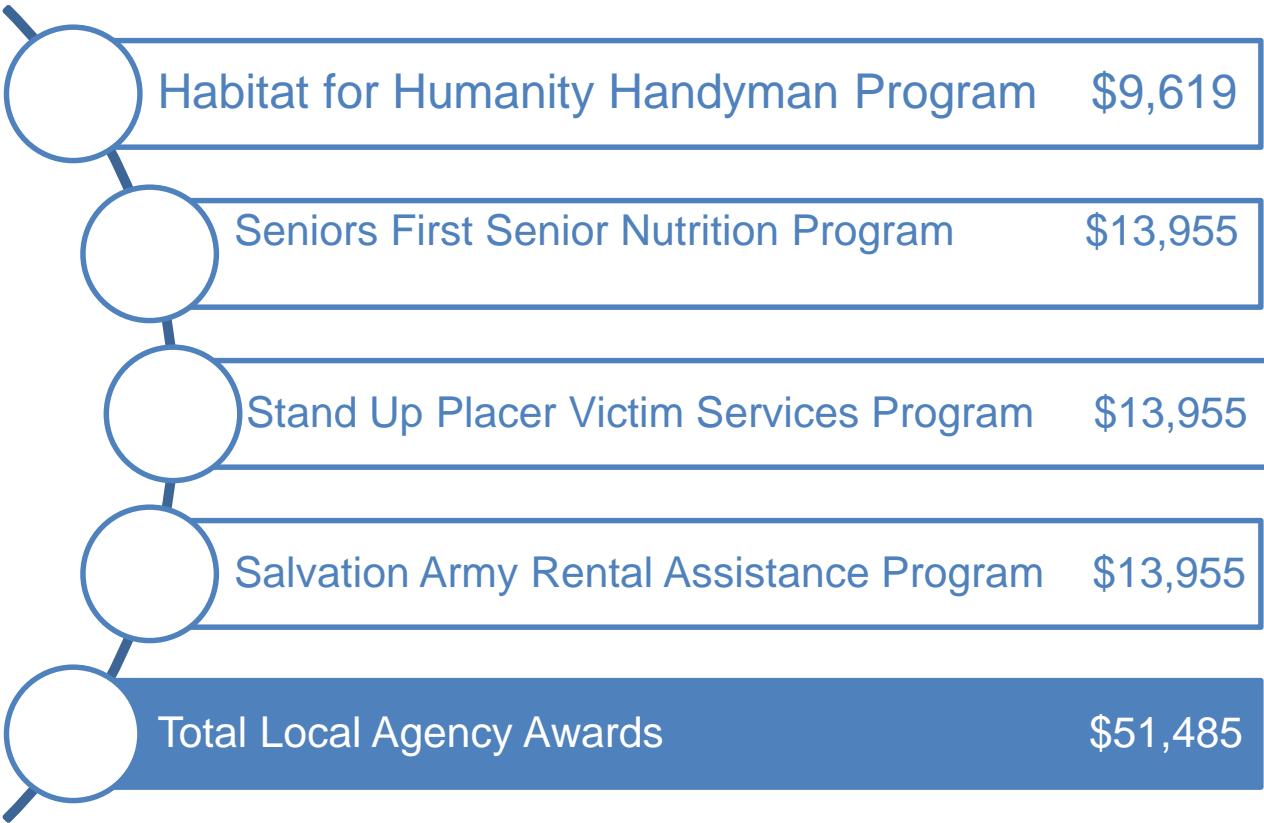 Habitat for Humanity Handyman Program $9,619
Seniors First Senior Nutrition Program $13,955
Stand Up Placer Victim Services Program $13,955
Salvation Army Rental Assistance Program $13,955
Total Local Agency Awards $51,485